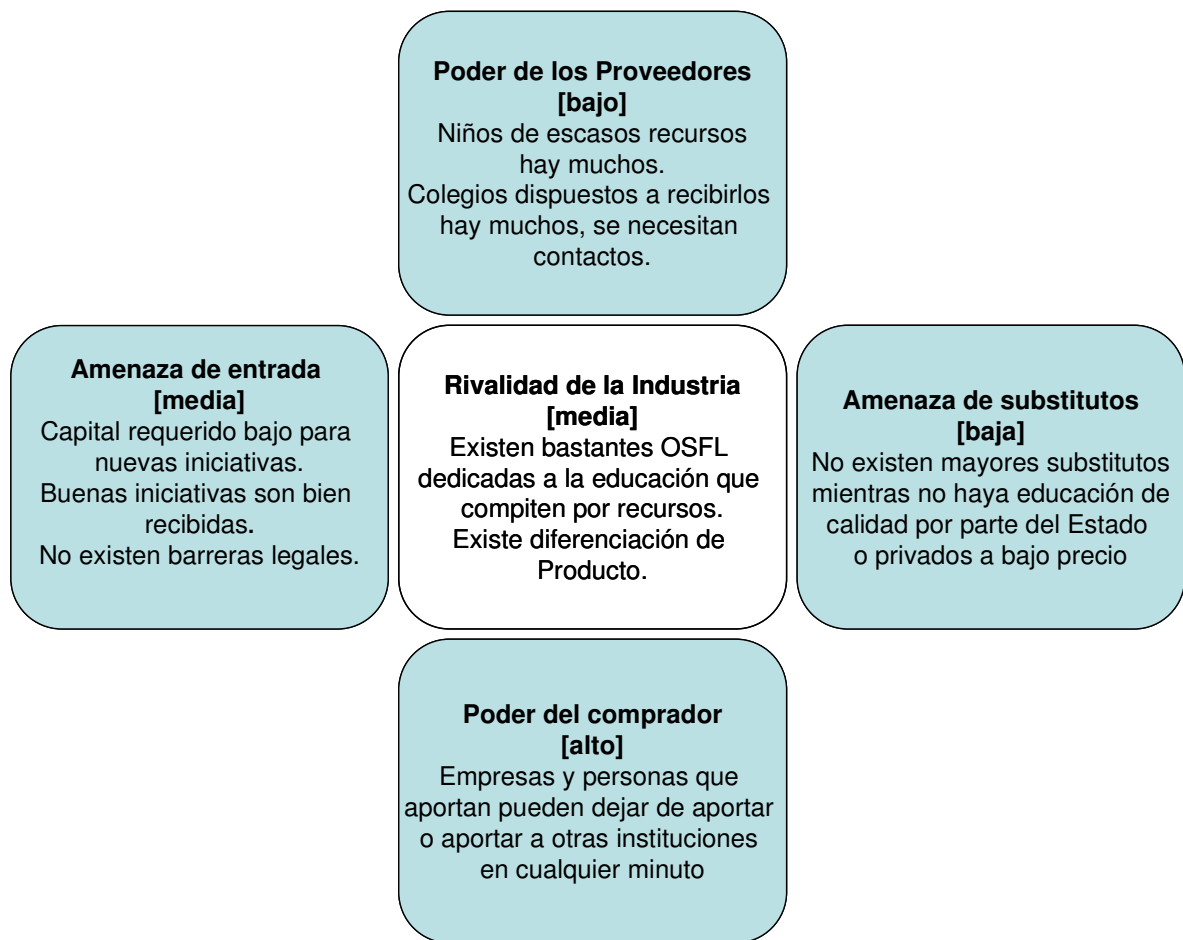 Poder de los Proveedores
[bajo]
Niños de escasos recursos
hay muchos.
Colegios dispuestos a recibirlos
hay muchos, se necesitan
contactos.
Amenaza de entrada
[media]
Capital requerido bajo para
nuevas iniciativas.
Buenas iniciativas son bien
recibidas.
No existen barreras legales.
Rivalidad de la Industria
[media]
Existen bastantes OSFL
dedicadas a la educación que
compiten por recursos.
Existe diferenciación de
Producto.
Amenaza de substitutos
[baja]
No existen mayores substitutos
mientras no haya educación de
calidad por parte del Estado
o privados a bajo precio
Poder del comprador
[alto]
Empresas y personas que
aportan pueden dejar de aportar
o aportar a otras instituciones
en cualquier minuto